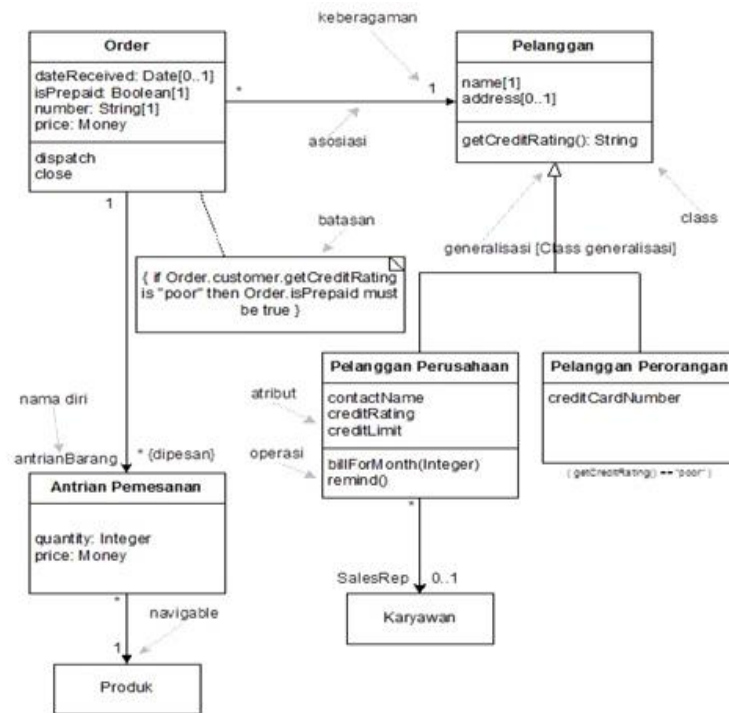 keberagaman
Order
dateReceived: Date[0..1]
isPrepaid: Boolean[1]
number: String[1]
price: Money
dispatch
close
*
1
asosiasi
Pelanggan
name[1]
address[0..1]
getCreditRating(): String
class
generalisasi [Class generalisasi]
1
batasan
{ if Order.customer.getCreditRating
is "poor" then Order.isPrepaid must
be true }
Pelanggan Perusahaan
contactName
creditRating
creditLimit
billForMonth(Integer)
remind()
Pelanggan Perorangan
creditCardNumber
{ getCreditRating() == "poor" }
atribut
operasi
nama diri
antrianBarang
* {dipesan}
Antrian Pemesanan
quantity: Integer
price: Money
*
SalesRep
0..1
Karyawan
*
navigable
1
Produk